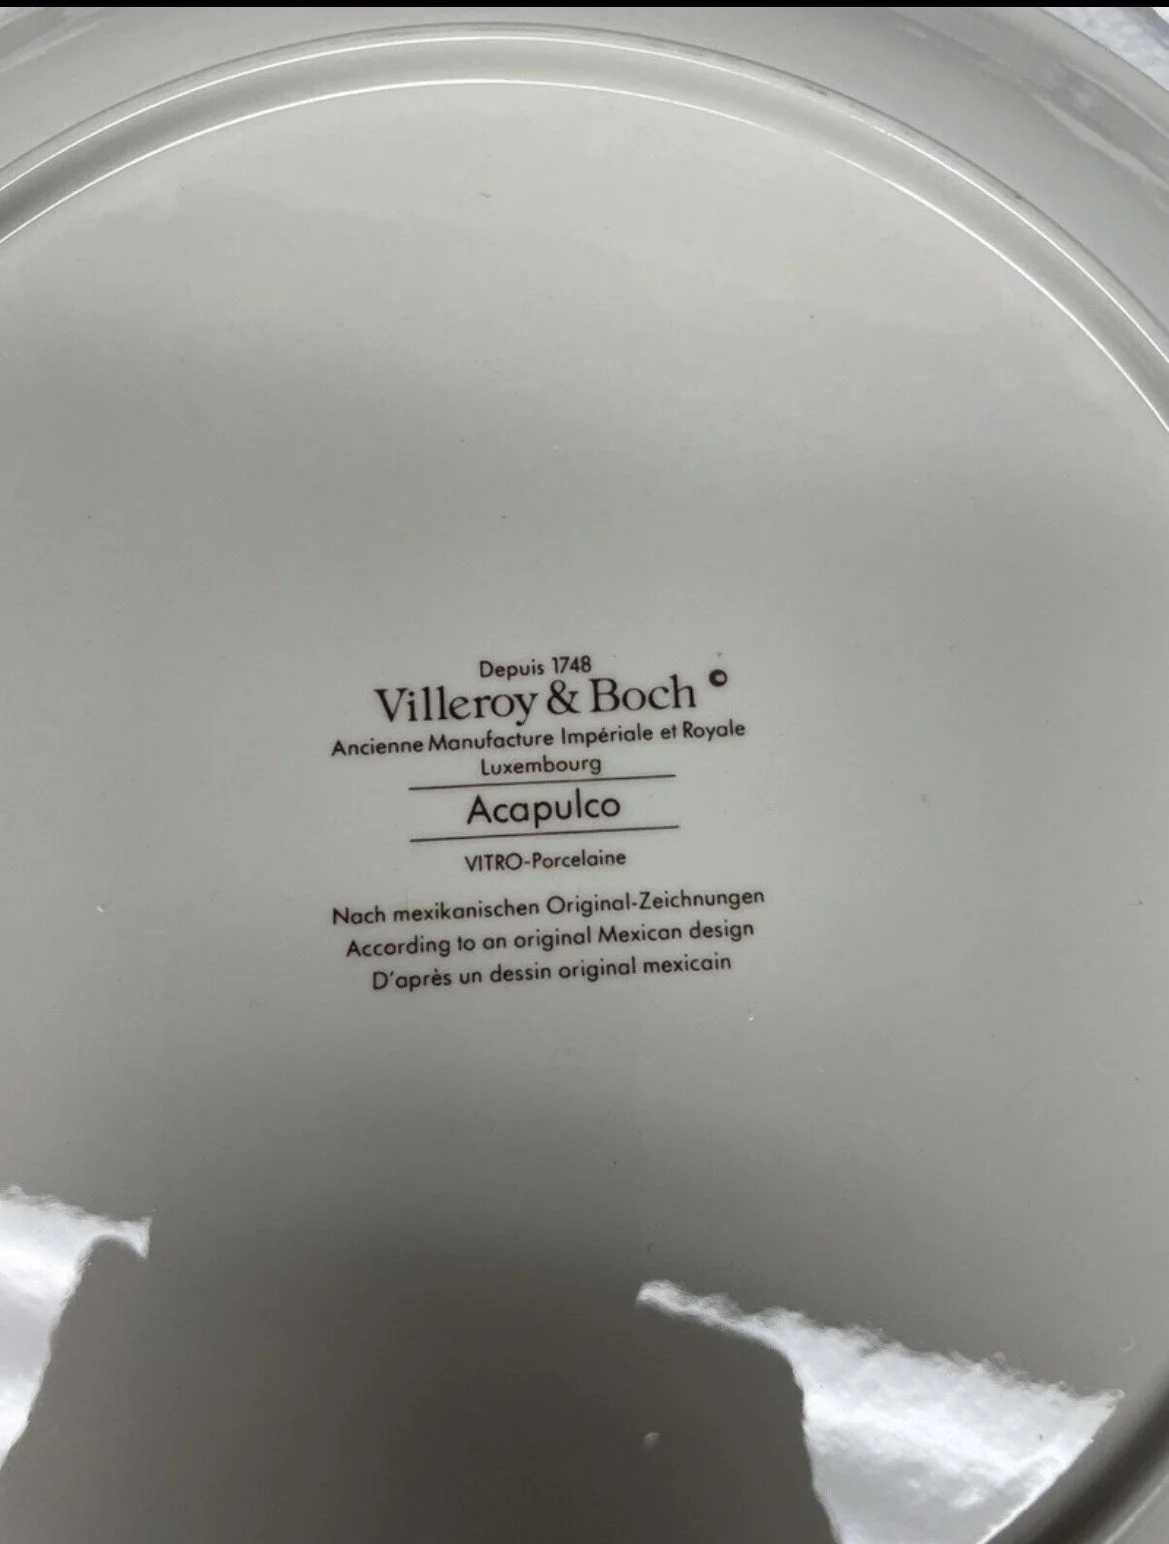 Depuis 1748
Villeroy & Boch ©
Ancienne Manufacture Impériale et Royale
Luxembourg
Acapulco
VITRO-Porcelaine
Nach mexikanischen Original-Zeichnungen
According to an original Mexican design
D'après un dessin original mexicain